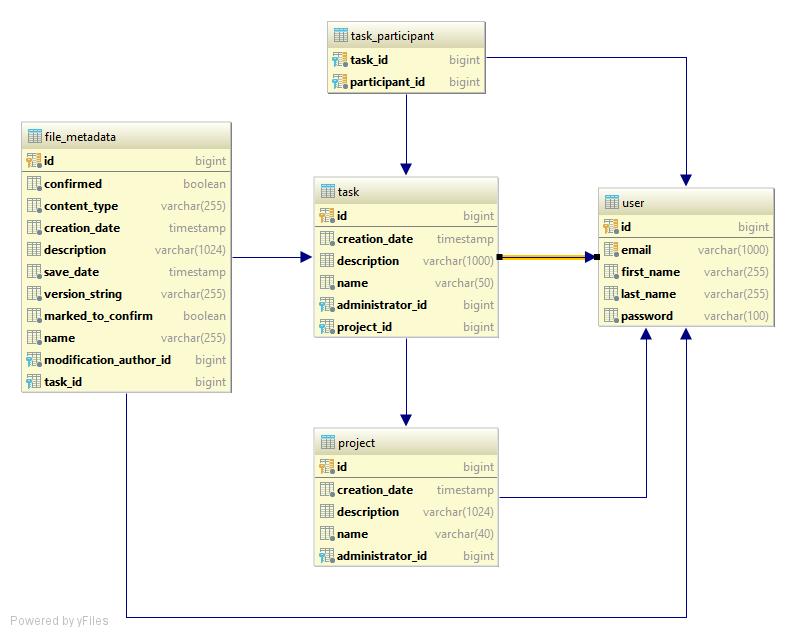 task_participant
task_id bigint
participant_id bigint
file_metadata
id bigint
confirmed boolean
content_type varchar(255)
creation_date timestamp
description varchar(1024)
save_date timestamp
version_string varchar(255)
marked_to_confirm boolean
name varchar(255)
modification_author_id bigint
task_id bigint
task
id bigint
creation_date timestamp
description varchar(1000)
name varchar(50)
administrator_id bigint
project_id bigint
user
id bigint
email varchar(1000)
first_name varchar(255)
last_name varchar(255)
password varchar(100)
project
id bigint
creation_date timestamp
description varchar(1024)
name varchar(40)
administrator_id bigint
Powered by yFiles